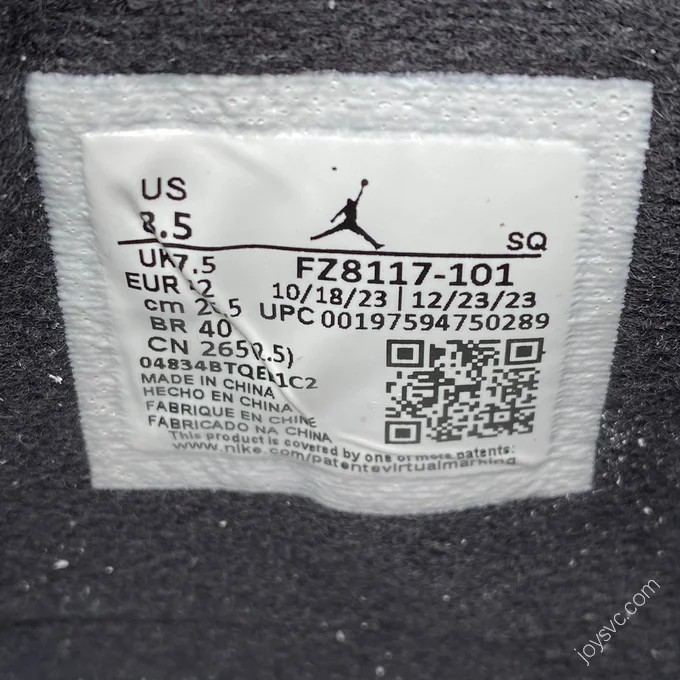 US
8.5
SQ
UK 7.5
FZ8117-101
EUR 42
10/18/23 | 12/23/23
cm 26.5
UPC 00197594750289
BR 40
CN 265(2.5)
MADE IN CHINA
HECHO EN CHINA
FABRIQUE EN CHINE
FABRICADO NA CHINA
This product is covered by one or more patents:
www.nike.com/patentsvirtualmarking
joysvc.com